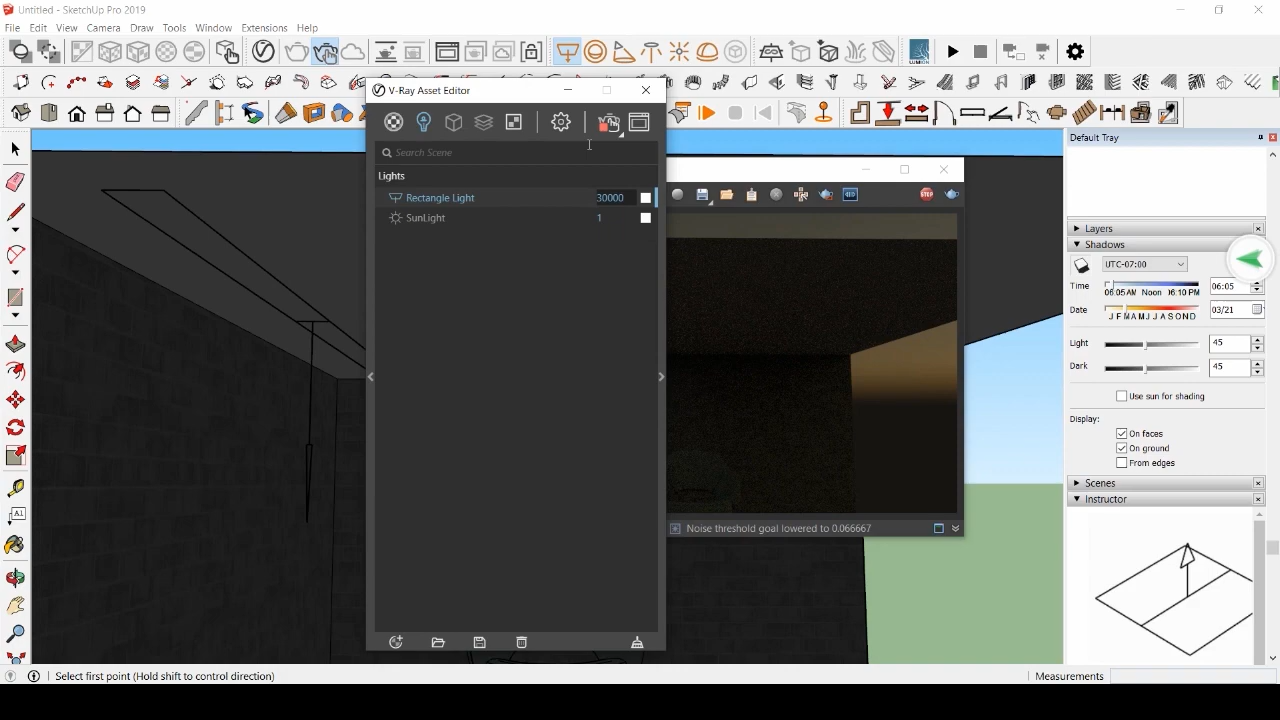 Untitled - SketchUp Pro 2019
File Edit View Camera Draw Tools Window Extensions Help
V-Ray Asset Editor
Default Tray
Search Scene
Lights
Rectangle Light 30000
SunLight 1
STOP
Layers
Shadows
UTC-07:00
Time 06:05 AM Noon 06:10 PM 06:05
Date J F M A M J J A S O N D 03/21
Light 45
Dark 45
Use sun for shading
Display:
On faces
On ground
From edges
Scenes
Instructor
Noise threshold goal lowered to 0.066667
A1
LUMION
Select first point (Hold shift to control direction)
Measurements